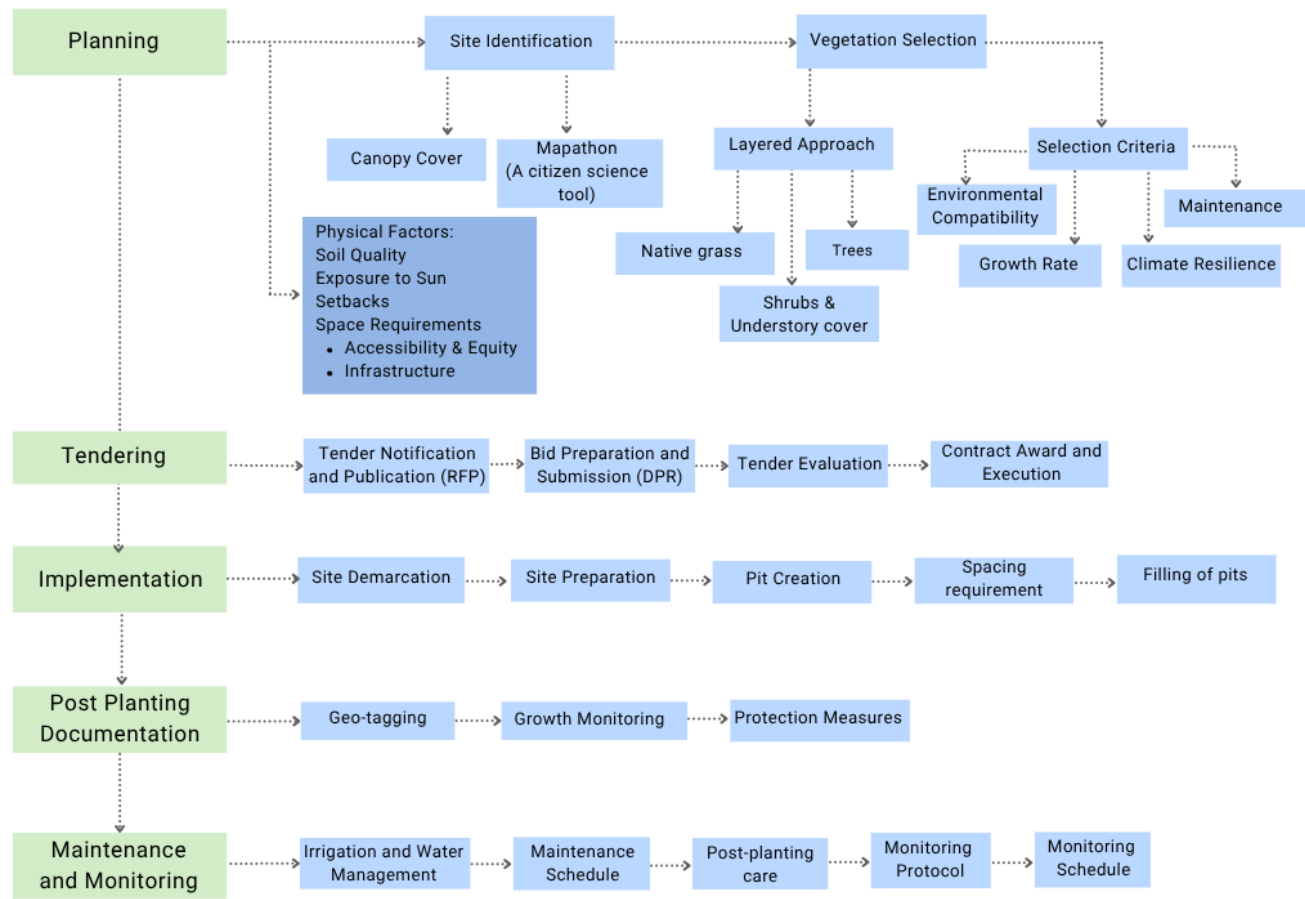 Planning
Site Identification
Vegetation Selection
Canopy Cover
Mapathon
(A citizen science
tool)
Layered Approach
Selection Criteria
Environmental
Compatibility
Maintenance
Native grass
Trees
Growth Rate
Climate Resilience
Shrubs &
Understory cover
Physical Factors:
Soil Quality
Exposure to Sun
Setbacks
Space Requirements
• Accessibility & Equity
• Infrastructure
Tendering
Tender Notification
and Publication (RFP)
Bid Preparation and
Submission (DPR)
Tender Evaluation
Contract Award and
Execution
Implementation
Site Demarcation
Site Preparation
Pit Creation
Spacing
requirement
Filling of pits
Post Planting
Documentation
Geo-tagging
Growth Monitoring
Protection Measures
Maintenance
and Monitoring
Irrigation and Water
Management
Maintenance
Schedule
Post-planting
care
Monitoring
Protocol
Monitoring
Schedule